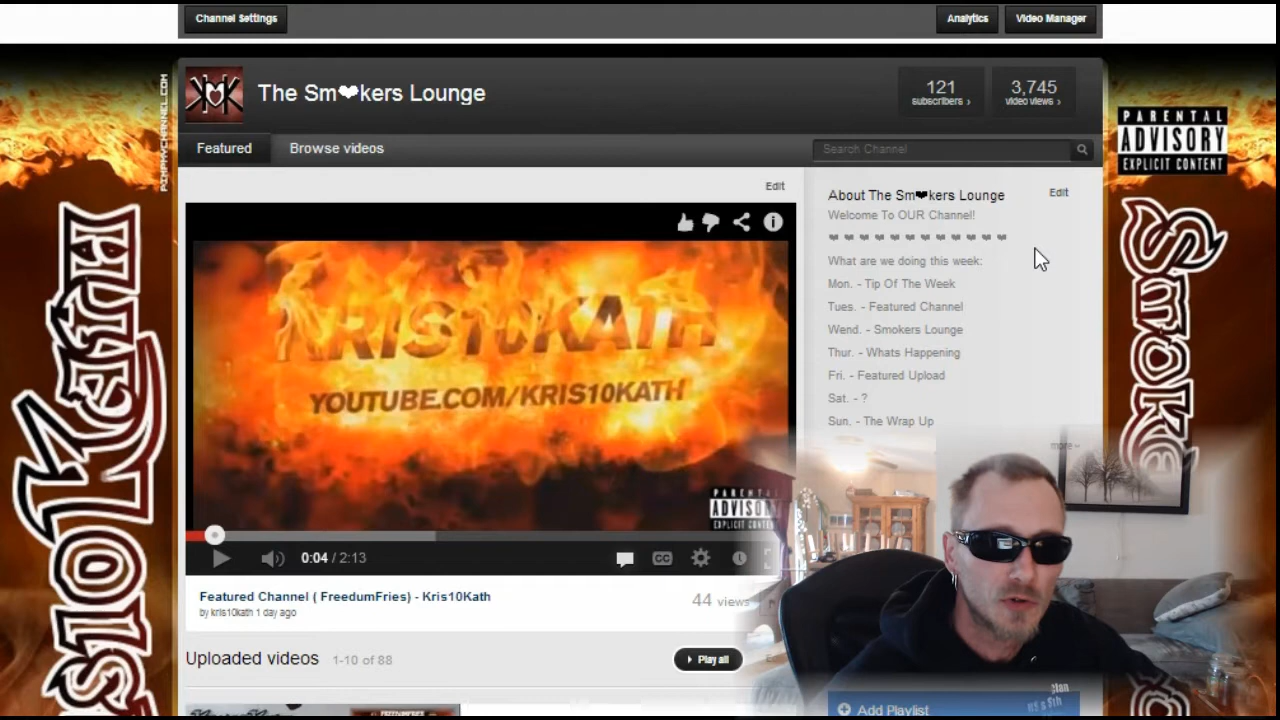 Channel Settings
Analytics
Video Manager
The Sm❤kers Lounge
121
subscribers ›
3,745
video views ›
Featured
Browse videos
Search Channel
PIMPMYCHANNEL.COM
PARENTAL
ADVISORY
EXPLICIT CONTENT
Edit
About The Sm❤kers Lounge
Edit
Welcome To OUR Channel!
❤ ❤ ❤ ❤ ❤ ❤ ❤ ❤ ❤ ❤ ❤ ❤
What are we doing this week:
Mon. - Tip Of The Week
Tues. - Featured Channel
Wend. - Smokers Lounge
Thur. - Whats Happening
Fri. - Featured Upload
Sat. - ?
Sun. - The Wrap Up
more
KRIS10KATH
YOUTUBE.COM/KRIS10KATH
PARENTAL
ADVISORY
EXPLICIT CONTENT
0:04 / 2:13
CC
Featured Channel ( FreedumFries) - Kris10Kath
by kris10kath 1 day ago
44 views
Uploaded videos
1-10 of 88
Play all
Add Playlist
s10Kath
Smoke